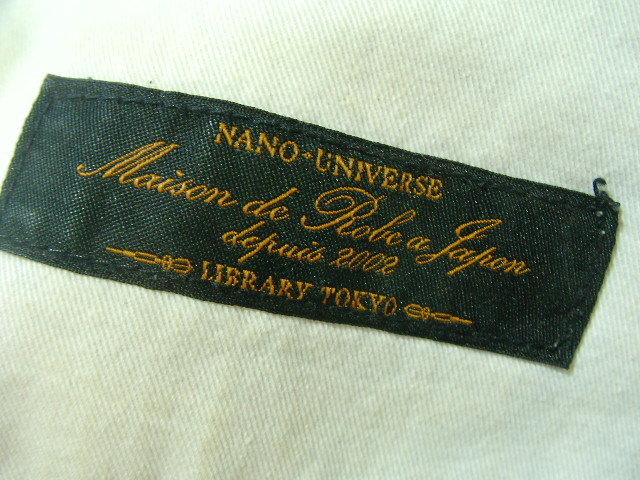 NANO·UNIVERSE
Maison de Robe a Japon
depuis 2002
LIBRARY TOKYO